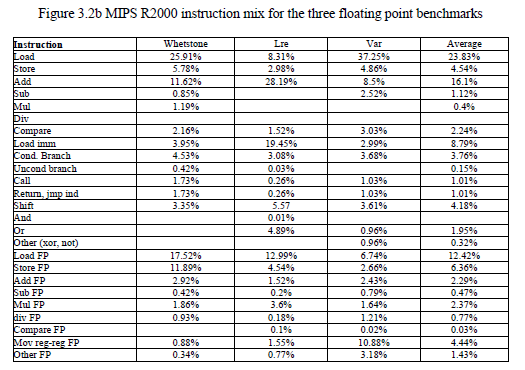 Figure 3.2b MIPS R2000 instruction mix for the three floating point benchmarks
Instruction Whetstone Lre Var Average
Load 25.91% 8.31% 37.25% 23.83%
Store 5.78% 2.98% 4.86% 4.54%
Add 11.62% 28.19% 8.5% 16.1%
Sub 0.85% 2.52% 1.12%
Mul 1.19% 0.4%
Div
Compare 2.16% 1.52% 3.03% 2.24%
Load imm 3.95% 19.45% 2.99% 8.79%
Cond. Branch 4.53% 3.08% 3.68% 3.76%
Uncond branch 0.42% 0.03% 0.15%
Call 1.73% 0.26% 1.03% 1.01%
Return, jmp ind 1.73% 0.26% 1.03% 1.01%
Shift 3.35% 5.57 3.61% 4.18%
And 0.01%
Or 4.89% 0.96% 1.95%
Other (xor, not) 0.96% 0.32%
Load FP 17.52% 12.99% 6.74% 12.42%
Store FP 11.89% 4.54% 2.66% 6.36%
Add FP 2.92% 1.52% 2.43% 2.29%
Sub FP 0.42% 0.2% 0.79% 0.47%
Mul FP 1.86% 3.6% 1.64% 2.37%
div FP 0.93% 0.18% 1.21% 0.77%
Compare FP 0.1% 0.02% 0.03%
Mov reg-reg FP 0.88% 1.55% 10.88% 4.44%
Other FP 0.34% 0.77% 3.18% 1.43%